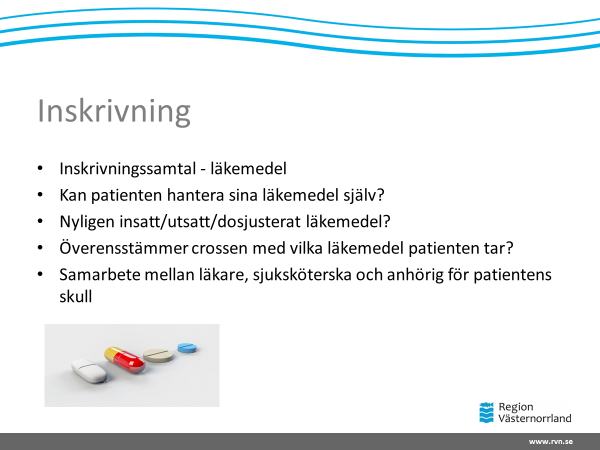 Inskrivning
• Inskrivningssamtal - läkemedel
• Kan patienten hantera sina läkemedel själv?
• Nyligen insatt/utsatt/dosjusterat läkemedel?
• Överensstämmer crossen med vilka läkemedel patienten tar?
• Samarbete mellan läkare, sjuksköterska och anhörig för patientens
skull
Region
Västernorrland
www.rvn.se